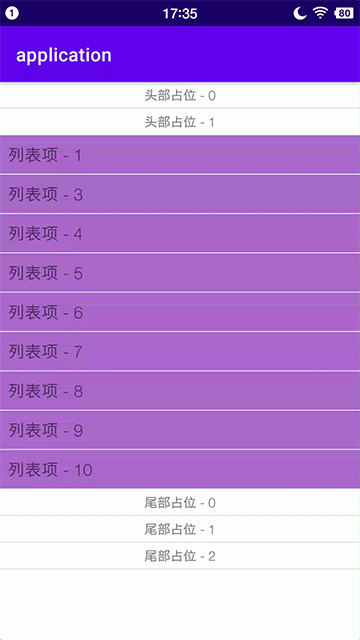 1 17:35 80
application
头部占位 - 0
头部占位 - 1
列表项 - 1
列表项 - 3
列表项 - 4
列表项 - 5
列表项 - 6
列表项 - 7
列表项 - 8
列表项 - 9
列表项 - 10
尾部占位 - 0
尾部占位 - 1
尾部占位 - 2